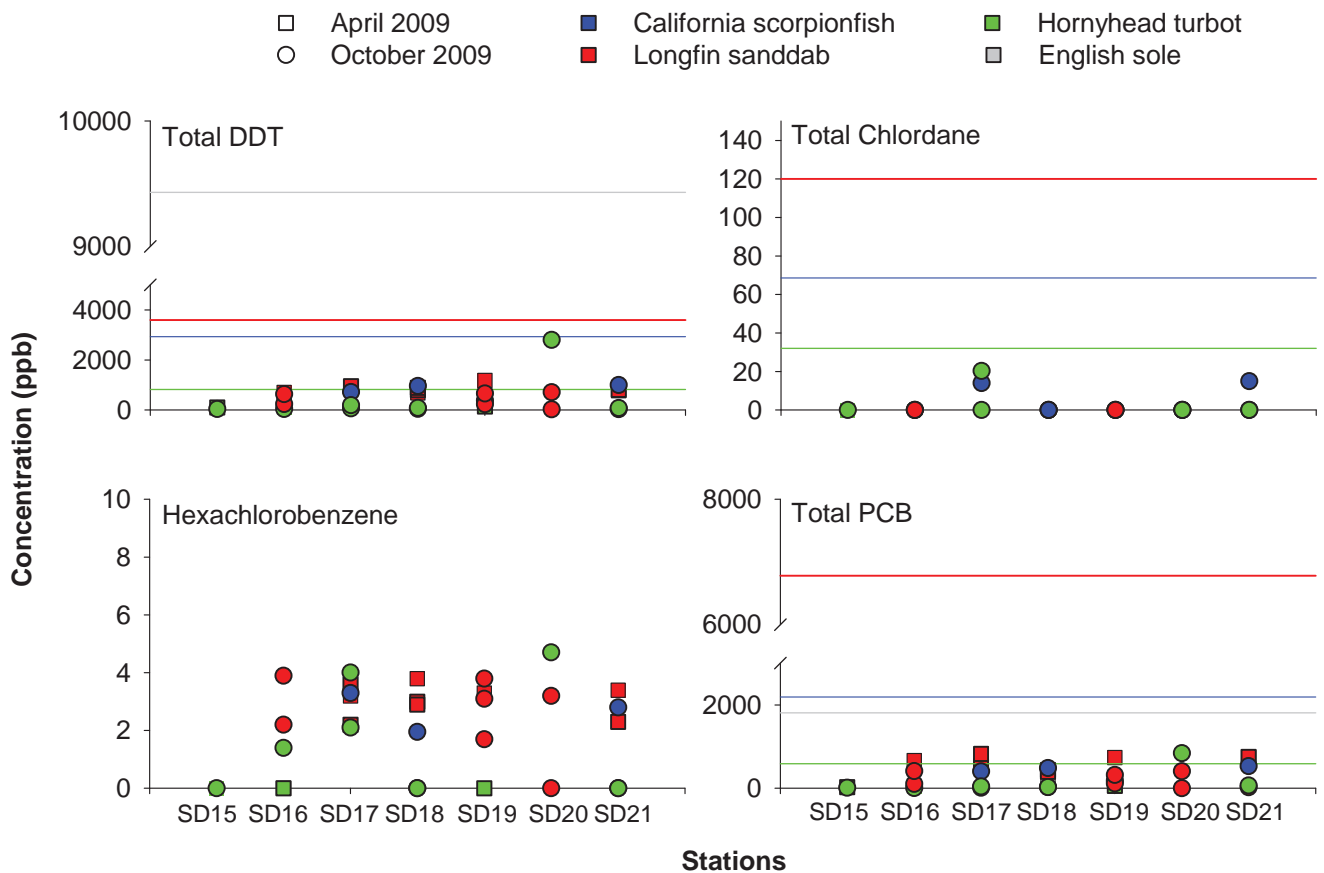 April 2009
California scorpionfish
Hornyhead turbot
October 2009
Longfin sanddab
English sole
Concentration (ppb)
Total DDT
10000
9000
4000
2000
0
Total Chlordane
140
120
100
80
60
40
20
0
Hexachlorobenzene
10
8
6
4
2
0
SD15 SD16 SD17 SD18 SD19 SD20 SD21
Total PCB
8000
6000
2000
0
SD15 SD16 SD17 SD18 SD19 SD20 SD21
Stations